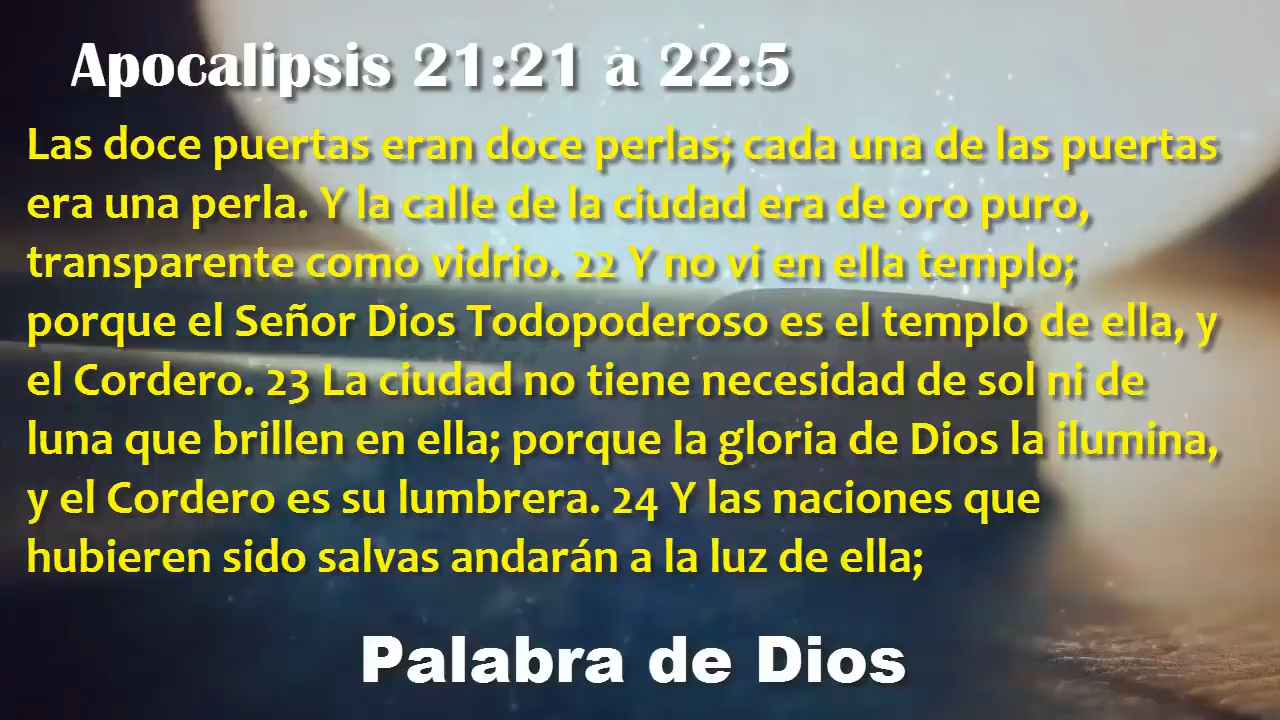 Apocalipsis 21:21 a 22:5
Las doce puertas eran doce perlas; cada una de las puertas
era una perla. Y la calle de la ciudad era de oro puro,
transparente como vidrio. 22 Y no vi en ella templo;
porque el Señor Dios Todopoderoso es el templo de ella, y
el Cordero. 23 La ciudad no tiene necesidad de sol ni de
luna que brillen en ella; porque la gloria de Dios la ilumina,
y el Cordero es su lumbrera. 24 Y las naciones que
hubieren sido salvas andarán a la luz de ella;
Palabra de Dios